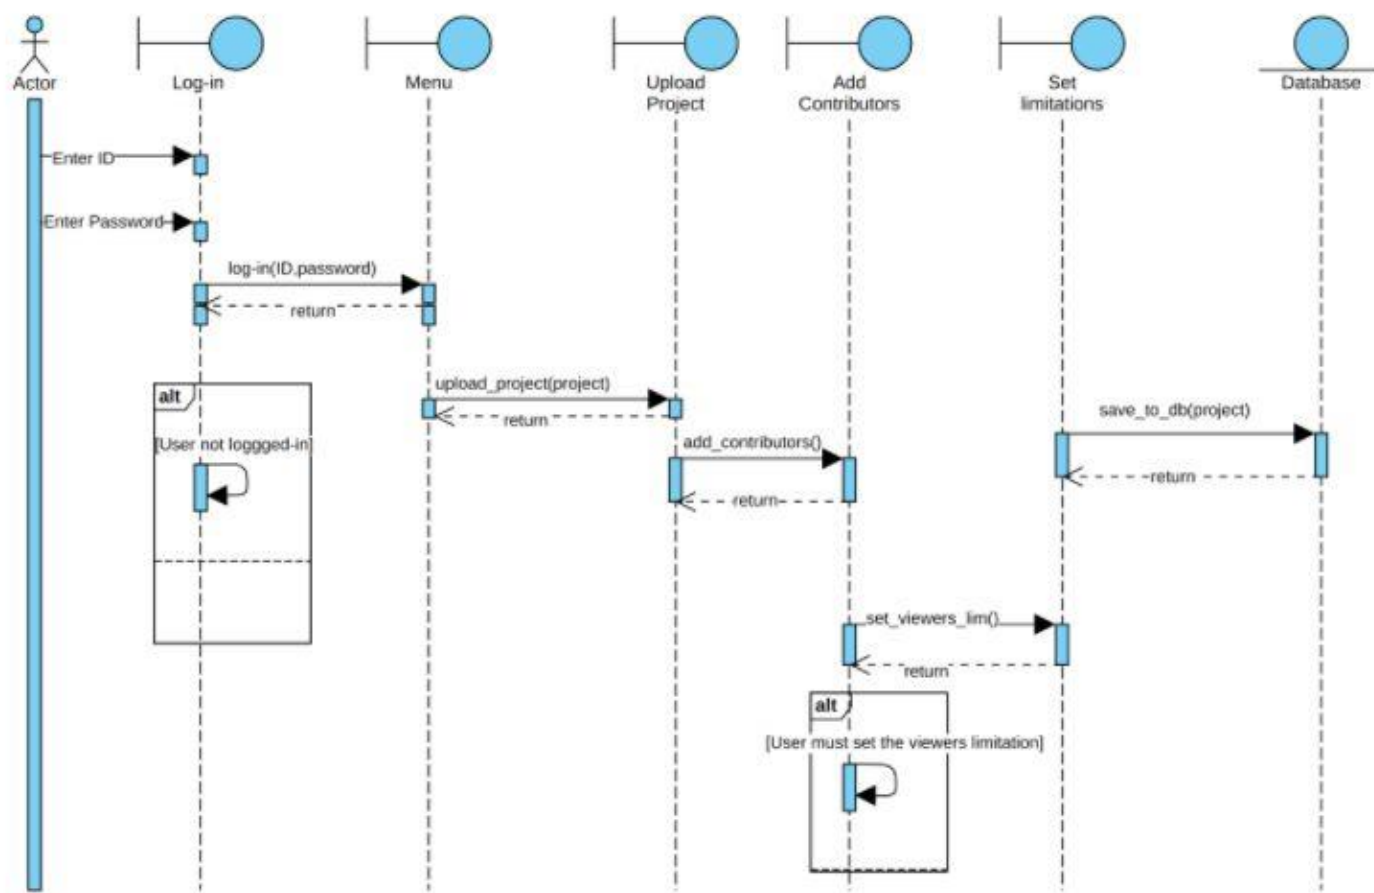 Actor
Log-in
Menu
Upload
Project
Add
Contributors
Set
limitations
Database
Enter ID
Enter Password
log-in(ID,password)
return
alt
[User not loggged-in]
upload_project(project)
return
add_contributors()
return
save_to_db(project)
return
set_viewers_lim()
return
alt
[User must set the viewers limitation]